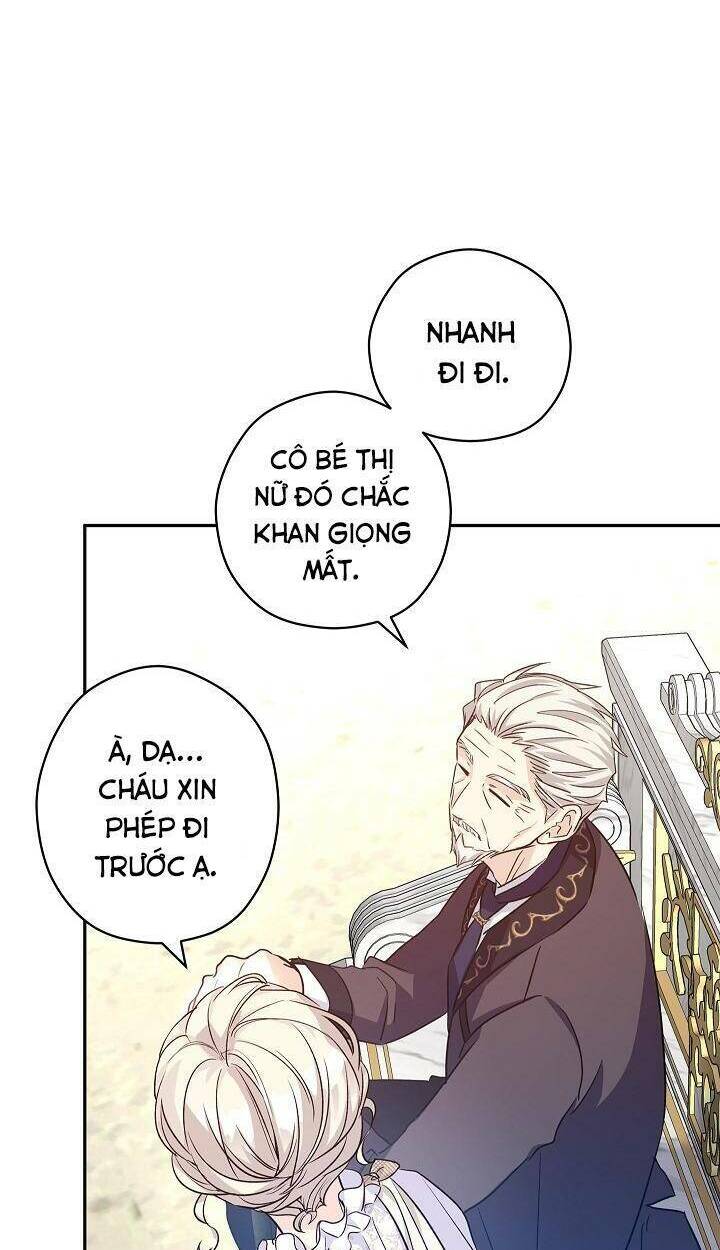 NHANH
ĐI ĐI.
CÔ BÉ THỊ
NỮ ĐÓ CHẮC
KHAN GIỌNG
MẤT.
À, DẠ...
CHÁU XIN
PHÉP ĐI
TRƯỚC Ạ.